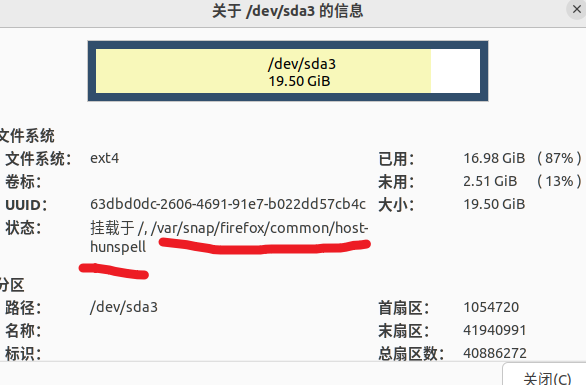 关于 /dev/sda3 的信息
/dev/sda3
19.50 GiB
文件系统
文件系统： ext4 已用： 16.98 GiB ( 87% )
卷标： 未用： 2.51 GiB ( 13% )
UUID： 63dbd0dc-2606-4691-91e7-b022dd57cb4c 大小： 19.50 GiB
状态： 挂载于 /, /var/snap/firefox/common/host-
hunspell
分区
路径： /dev/sda3 首扇区： 1054720
名称： 末扇区： 41940991
标识： 总扇区数： 40886272
关闭(C)